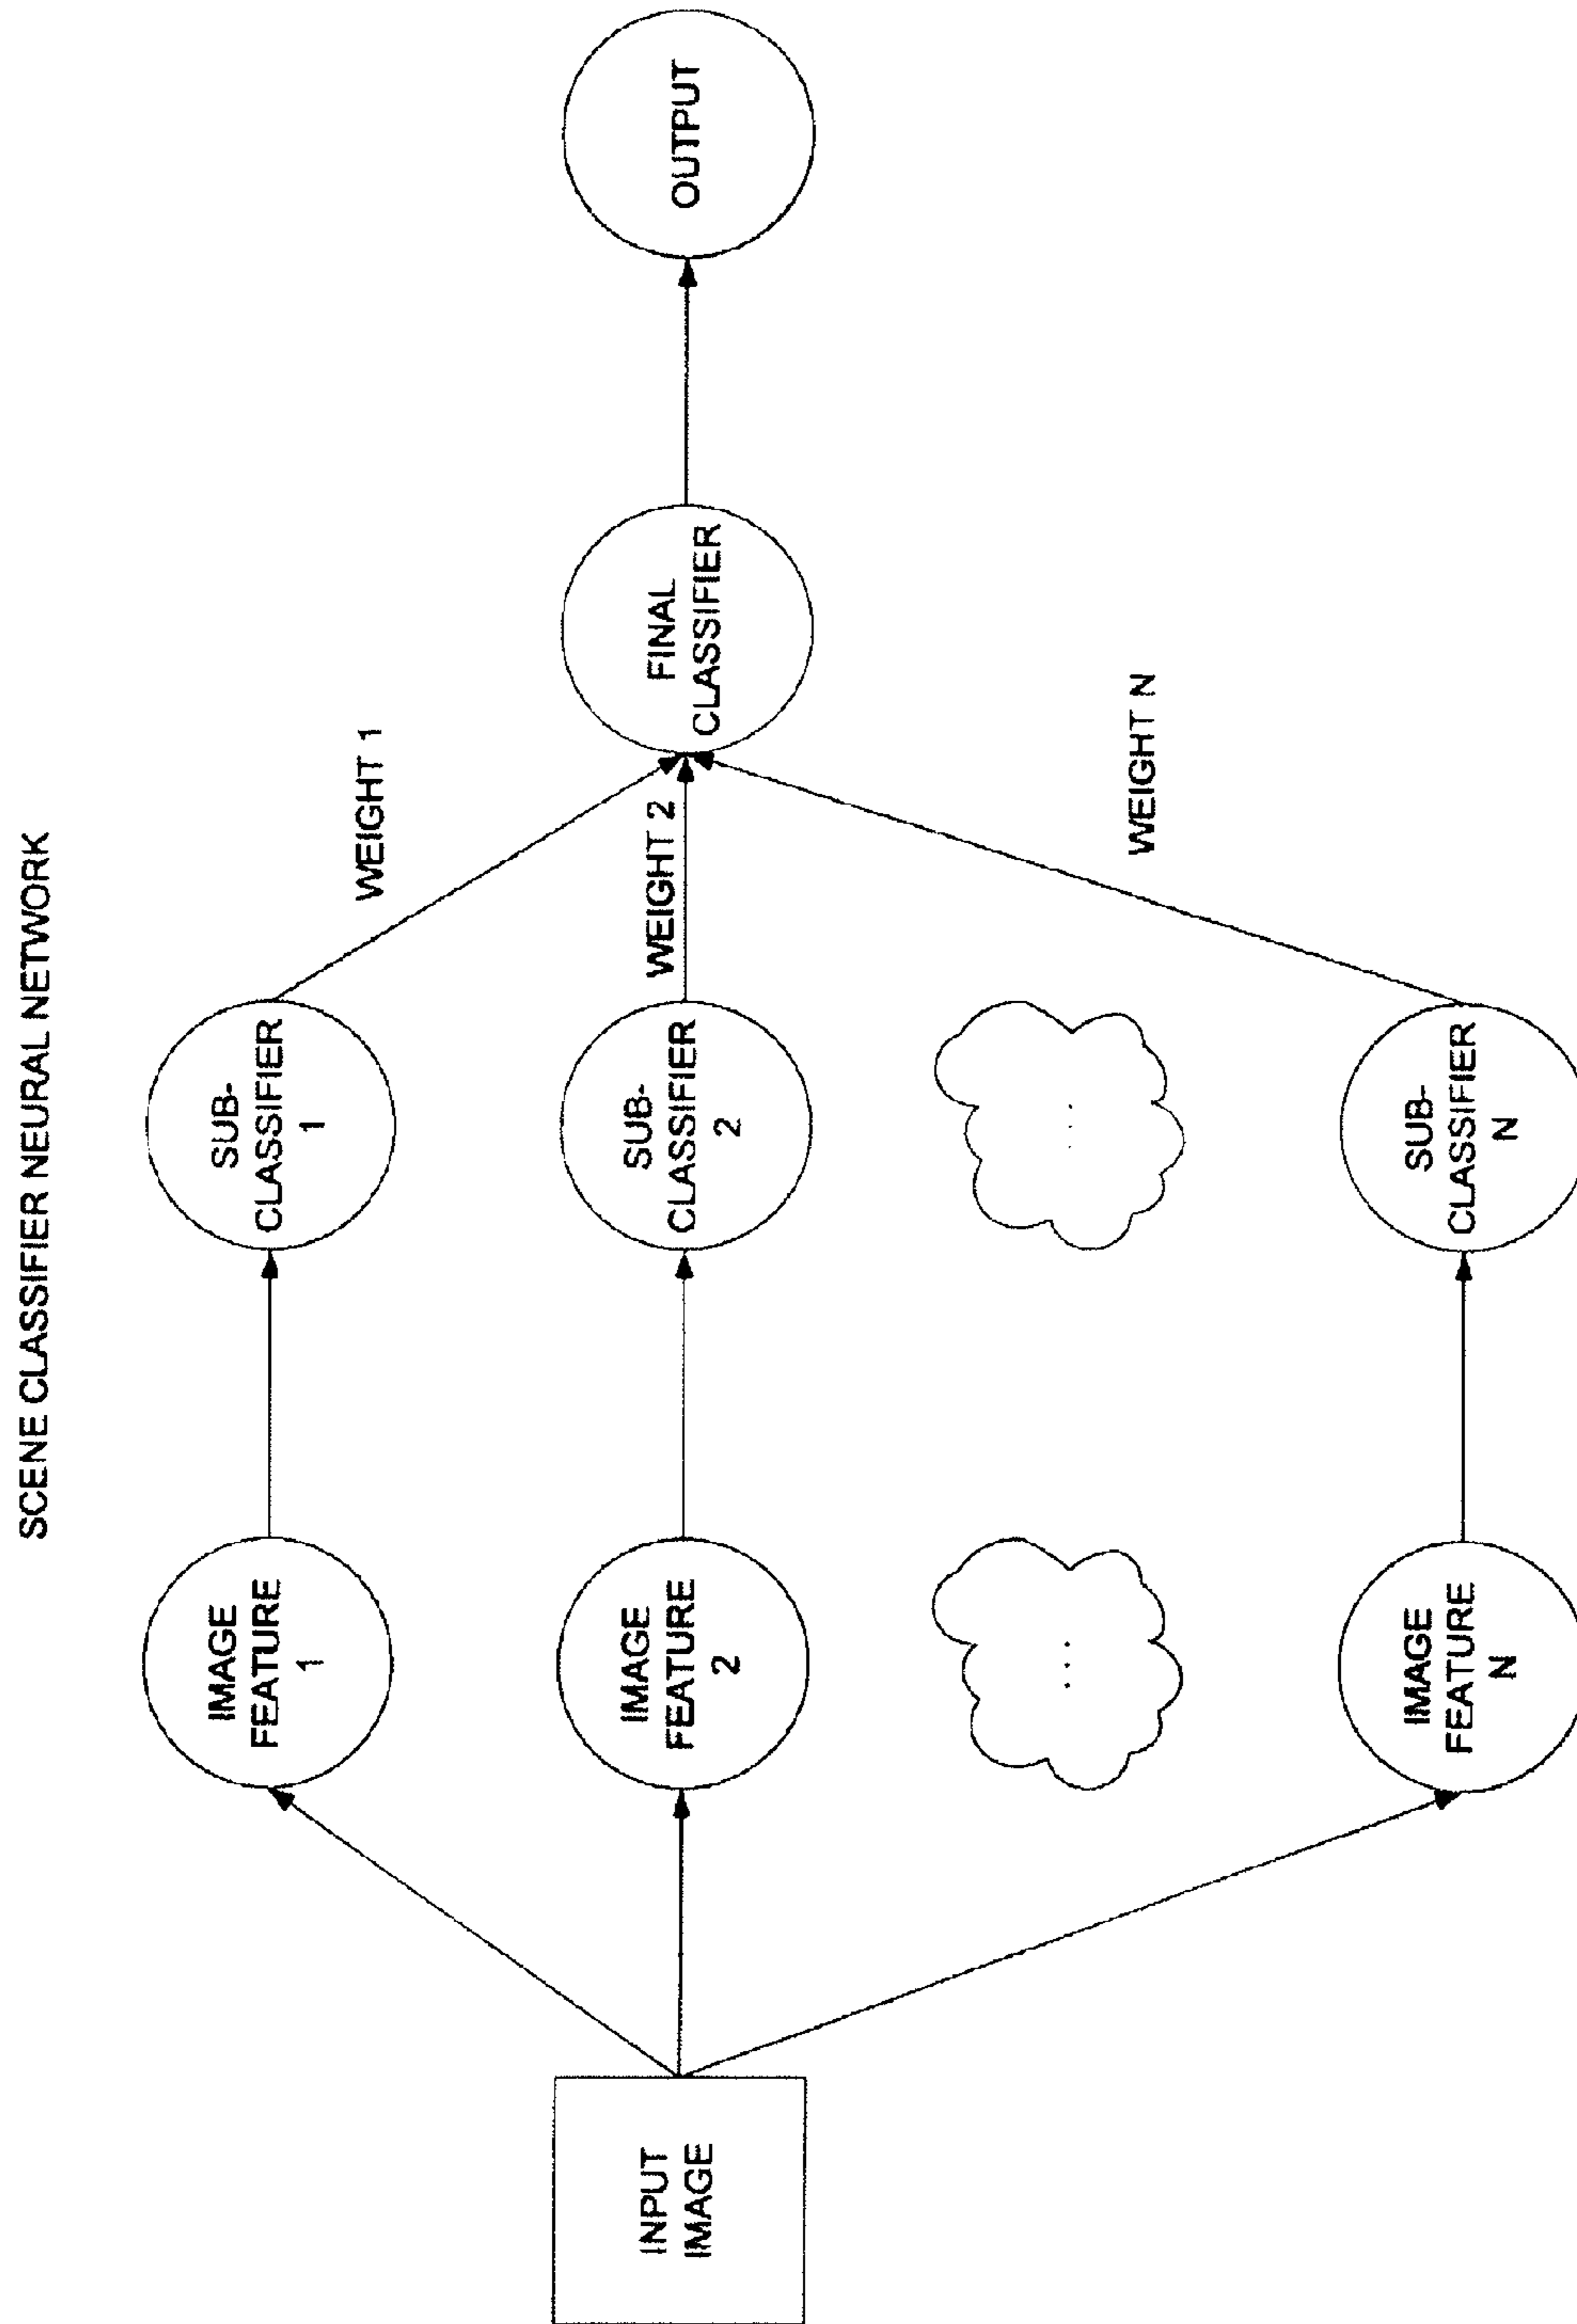 SCENE CLASSIFIER NEURAL NETWORK
INPUT
IMAGE
IMAGE
FEATURE
1
IMAGE
FEATURE
2
...
IMAGE
FEATURE
N
SUB-
CLASSIFIER
1
SUB-
CLASSIFIER
2
...
SUB-
CLASSIFIER
N
WEIGHT 1
WEIGHT 2
WEIGHT N
FINAL
CLASSIFIER
OUTPUT